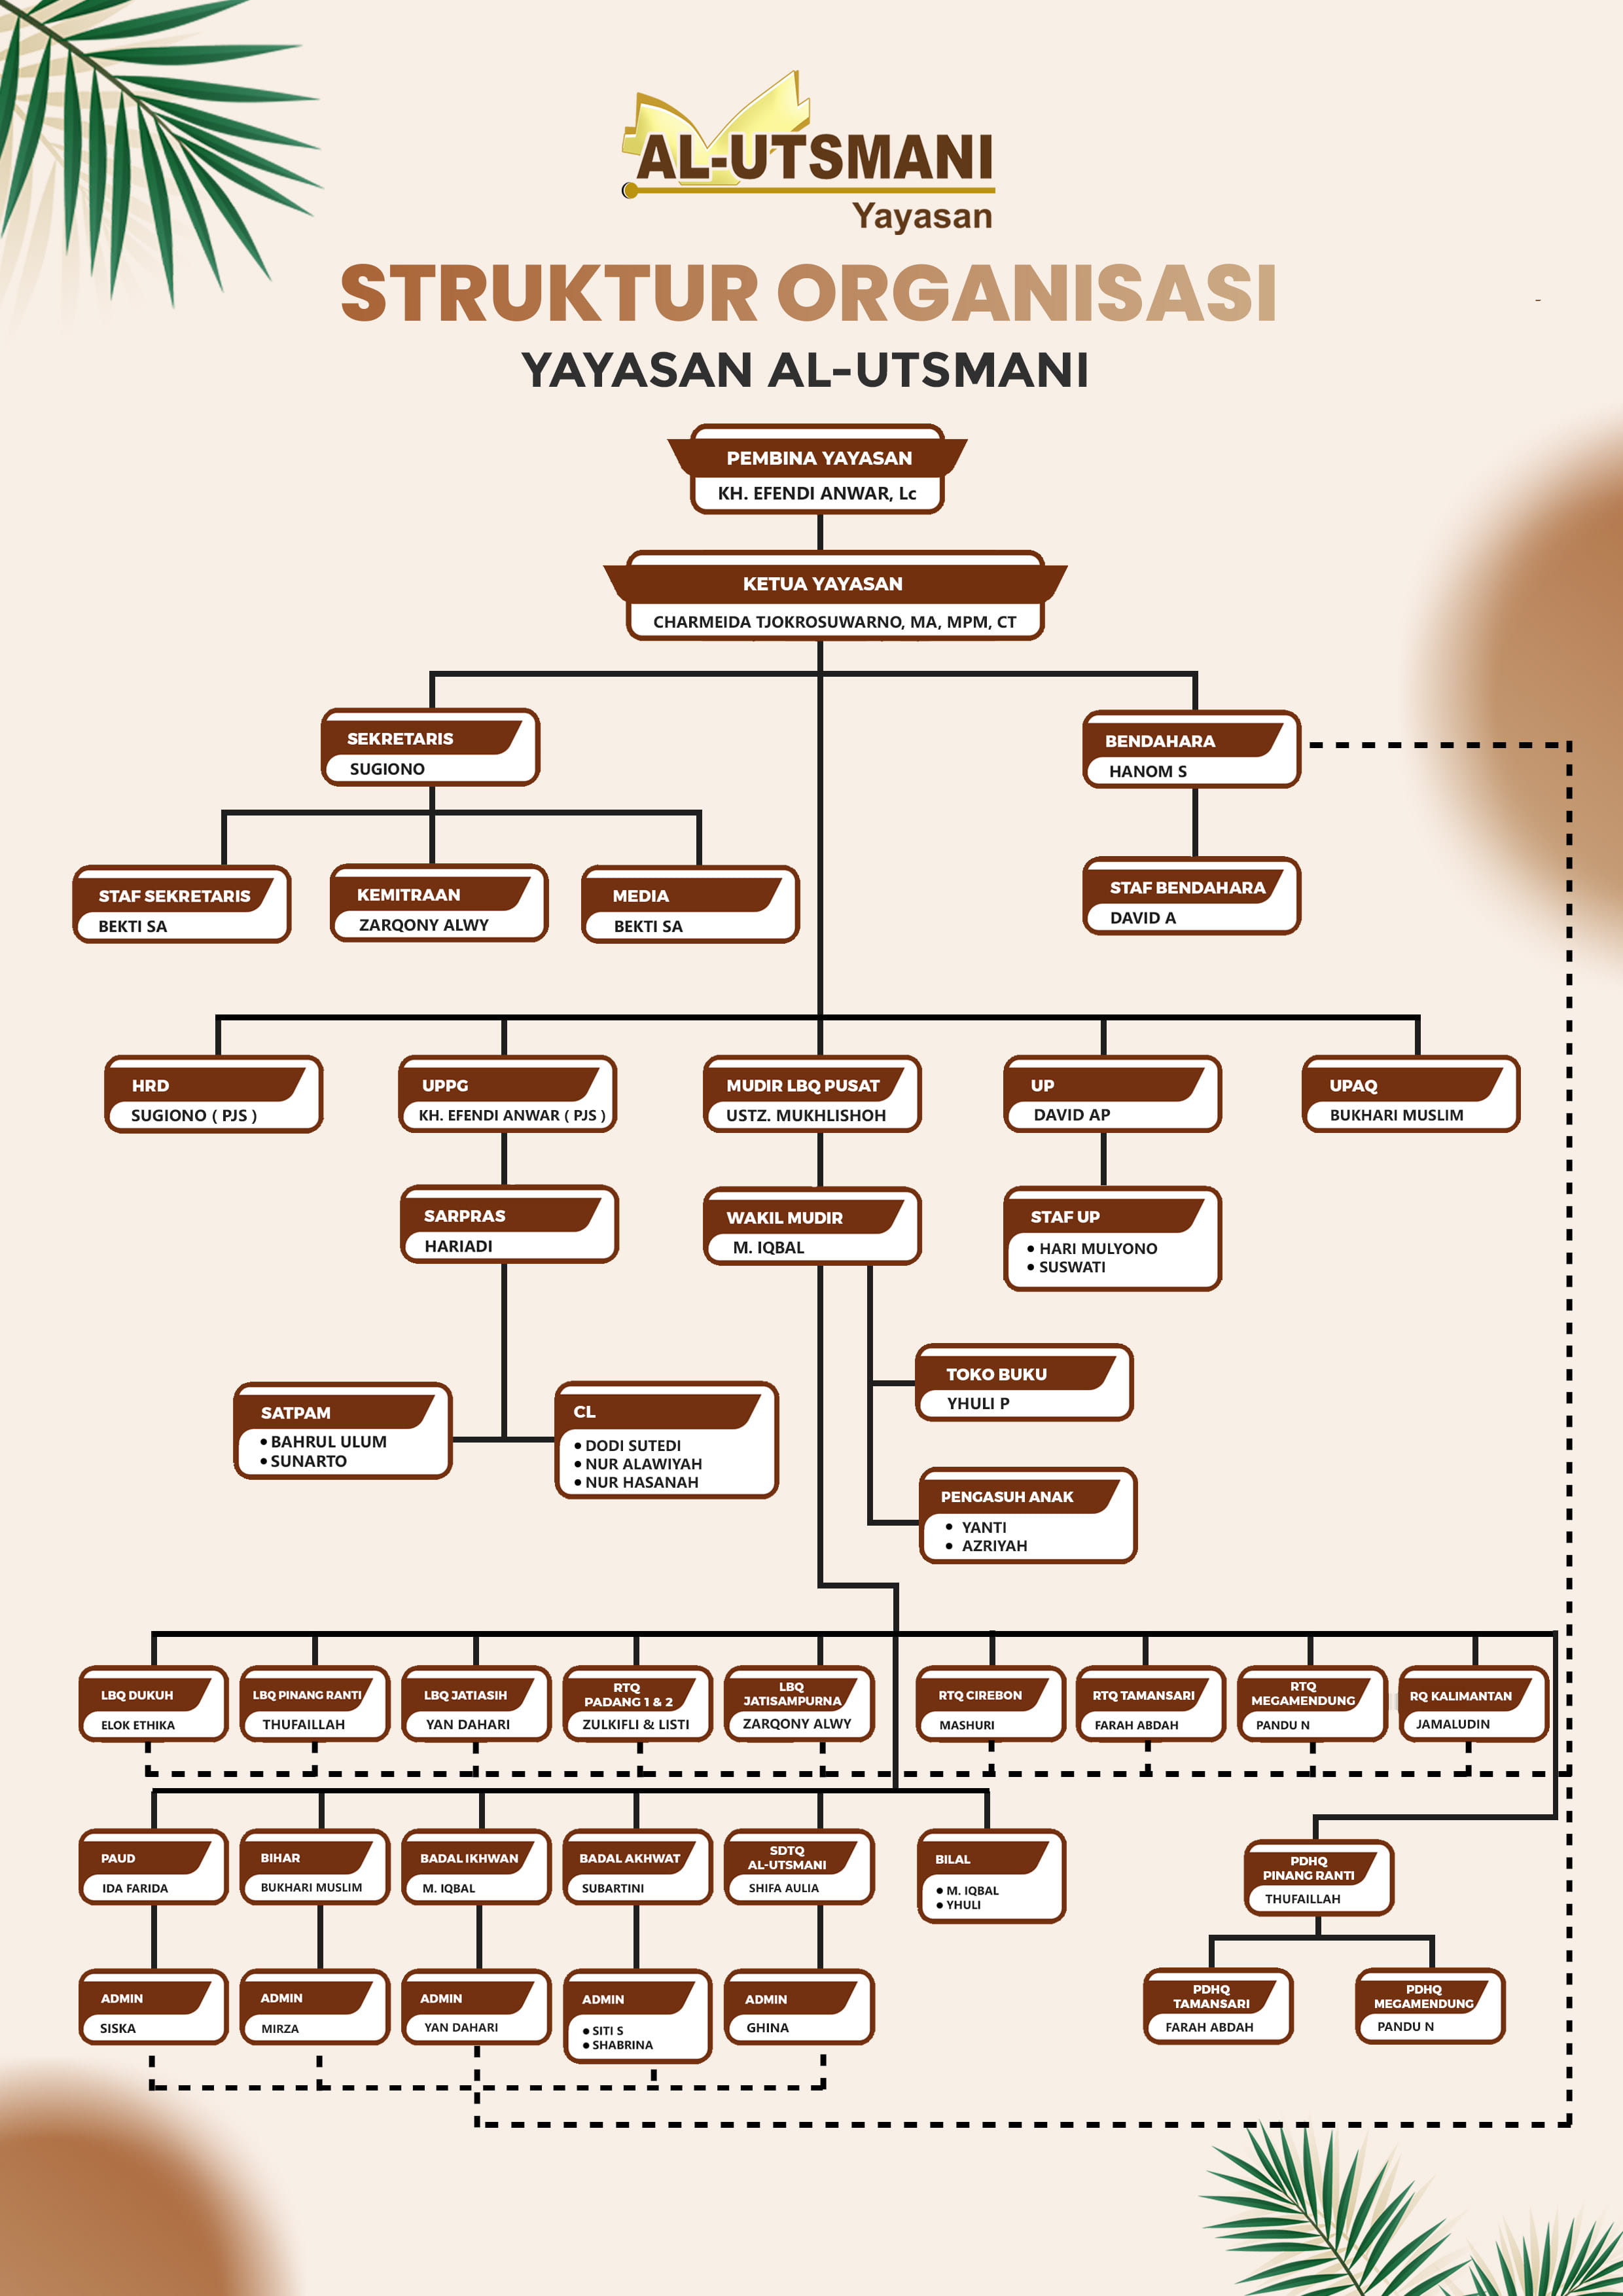 AL-UTSMANI
Yayasan
STRUKTUR ORGANISASI
YAYASAN AL-UTSMANI
PEMBINA YAYASAN
KH. EFENDI ANWAR, Lc
KETUA YAYASAN
CHARMEIDA TJOKROSUWARNO, MA, MPM, CT
SEKRETARIS
SUGIONO
BENDAHARA
HANOM S
STAF SEKRETARIS
BEKTI SA
KEMITRAAN
ZARQONY ALWY
MEDIA
BEKTI SA
STAF BENDAHARA
DAVID A
HRD
SUGIONO ( PJS )
UPPG
KH. EFENDI ANWAR ( PJS )
MUDIR LBQ PUSAT
USTZ. MUKHLISHOH
UP
DAVID AP
UPAQ
BUKHARI MUSLIM
SARPRAS
HARIADI
WAKIL MUDIR
M. IQBAL
STAF UP
• HARI MULYONO
• SUSWATI
TOKO BUKU
YHULI P
SATPAM
• BAHRUL ULUM
• SUNARTO
CL
• DODI SUTEDI
• NUR ALAWIYAH
• NUR HASANAH
PENGASUH ANAK
• YANTI
• AZRIYAH
LBQ DUKUH
ELOK ETHIKA
LBQ PINANG RANTI
THUFAILLAH
LBQ JATIASIH
YAN DAHARI
RTQ
PADANG 1 & 2
ZULKIFLI & LISTI
LBQ
JATISAMPURNA
ZARQONY ALWY
RTQ CIREBON
MASHURI
RTQ TAMANSARI
FARAH ABDAH
RTQ
MEGAMENDUNG
PANDU N
RQ KALIMANTAN
JAMALUDIN
PAUD
IDA FARIDA
BIHAR
BUKHARI MUSLIM
BADAL IKHWAN
M. IQBAL
BADAL AKHWAT
SUBARTINI
SDTQ
AL-UTSMANI
SHIFA AULIA
BILAL
• M. IQBAL
• YHULI
PDHQ
PINANG RANTI
THUFAILLAH
ADMIN
SISKA
ADMIN
MIRZA
ADMIN
YAN DAHARI
ADMIN
• SITI S
• SHABRINA
ADMIN
GHINA
PDHQ
TAMANSARI
FARAH ABDAH
PDHQ
MEGAMENDUNG
PANDU N